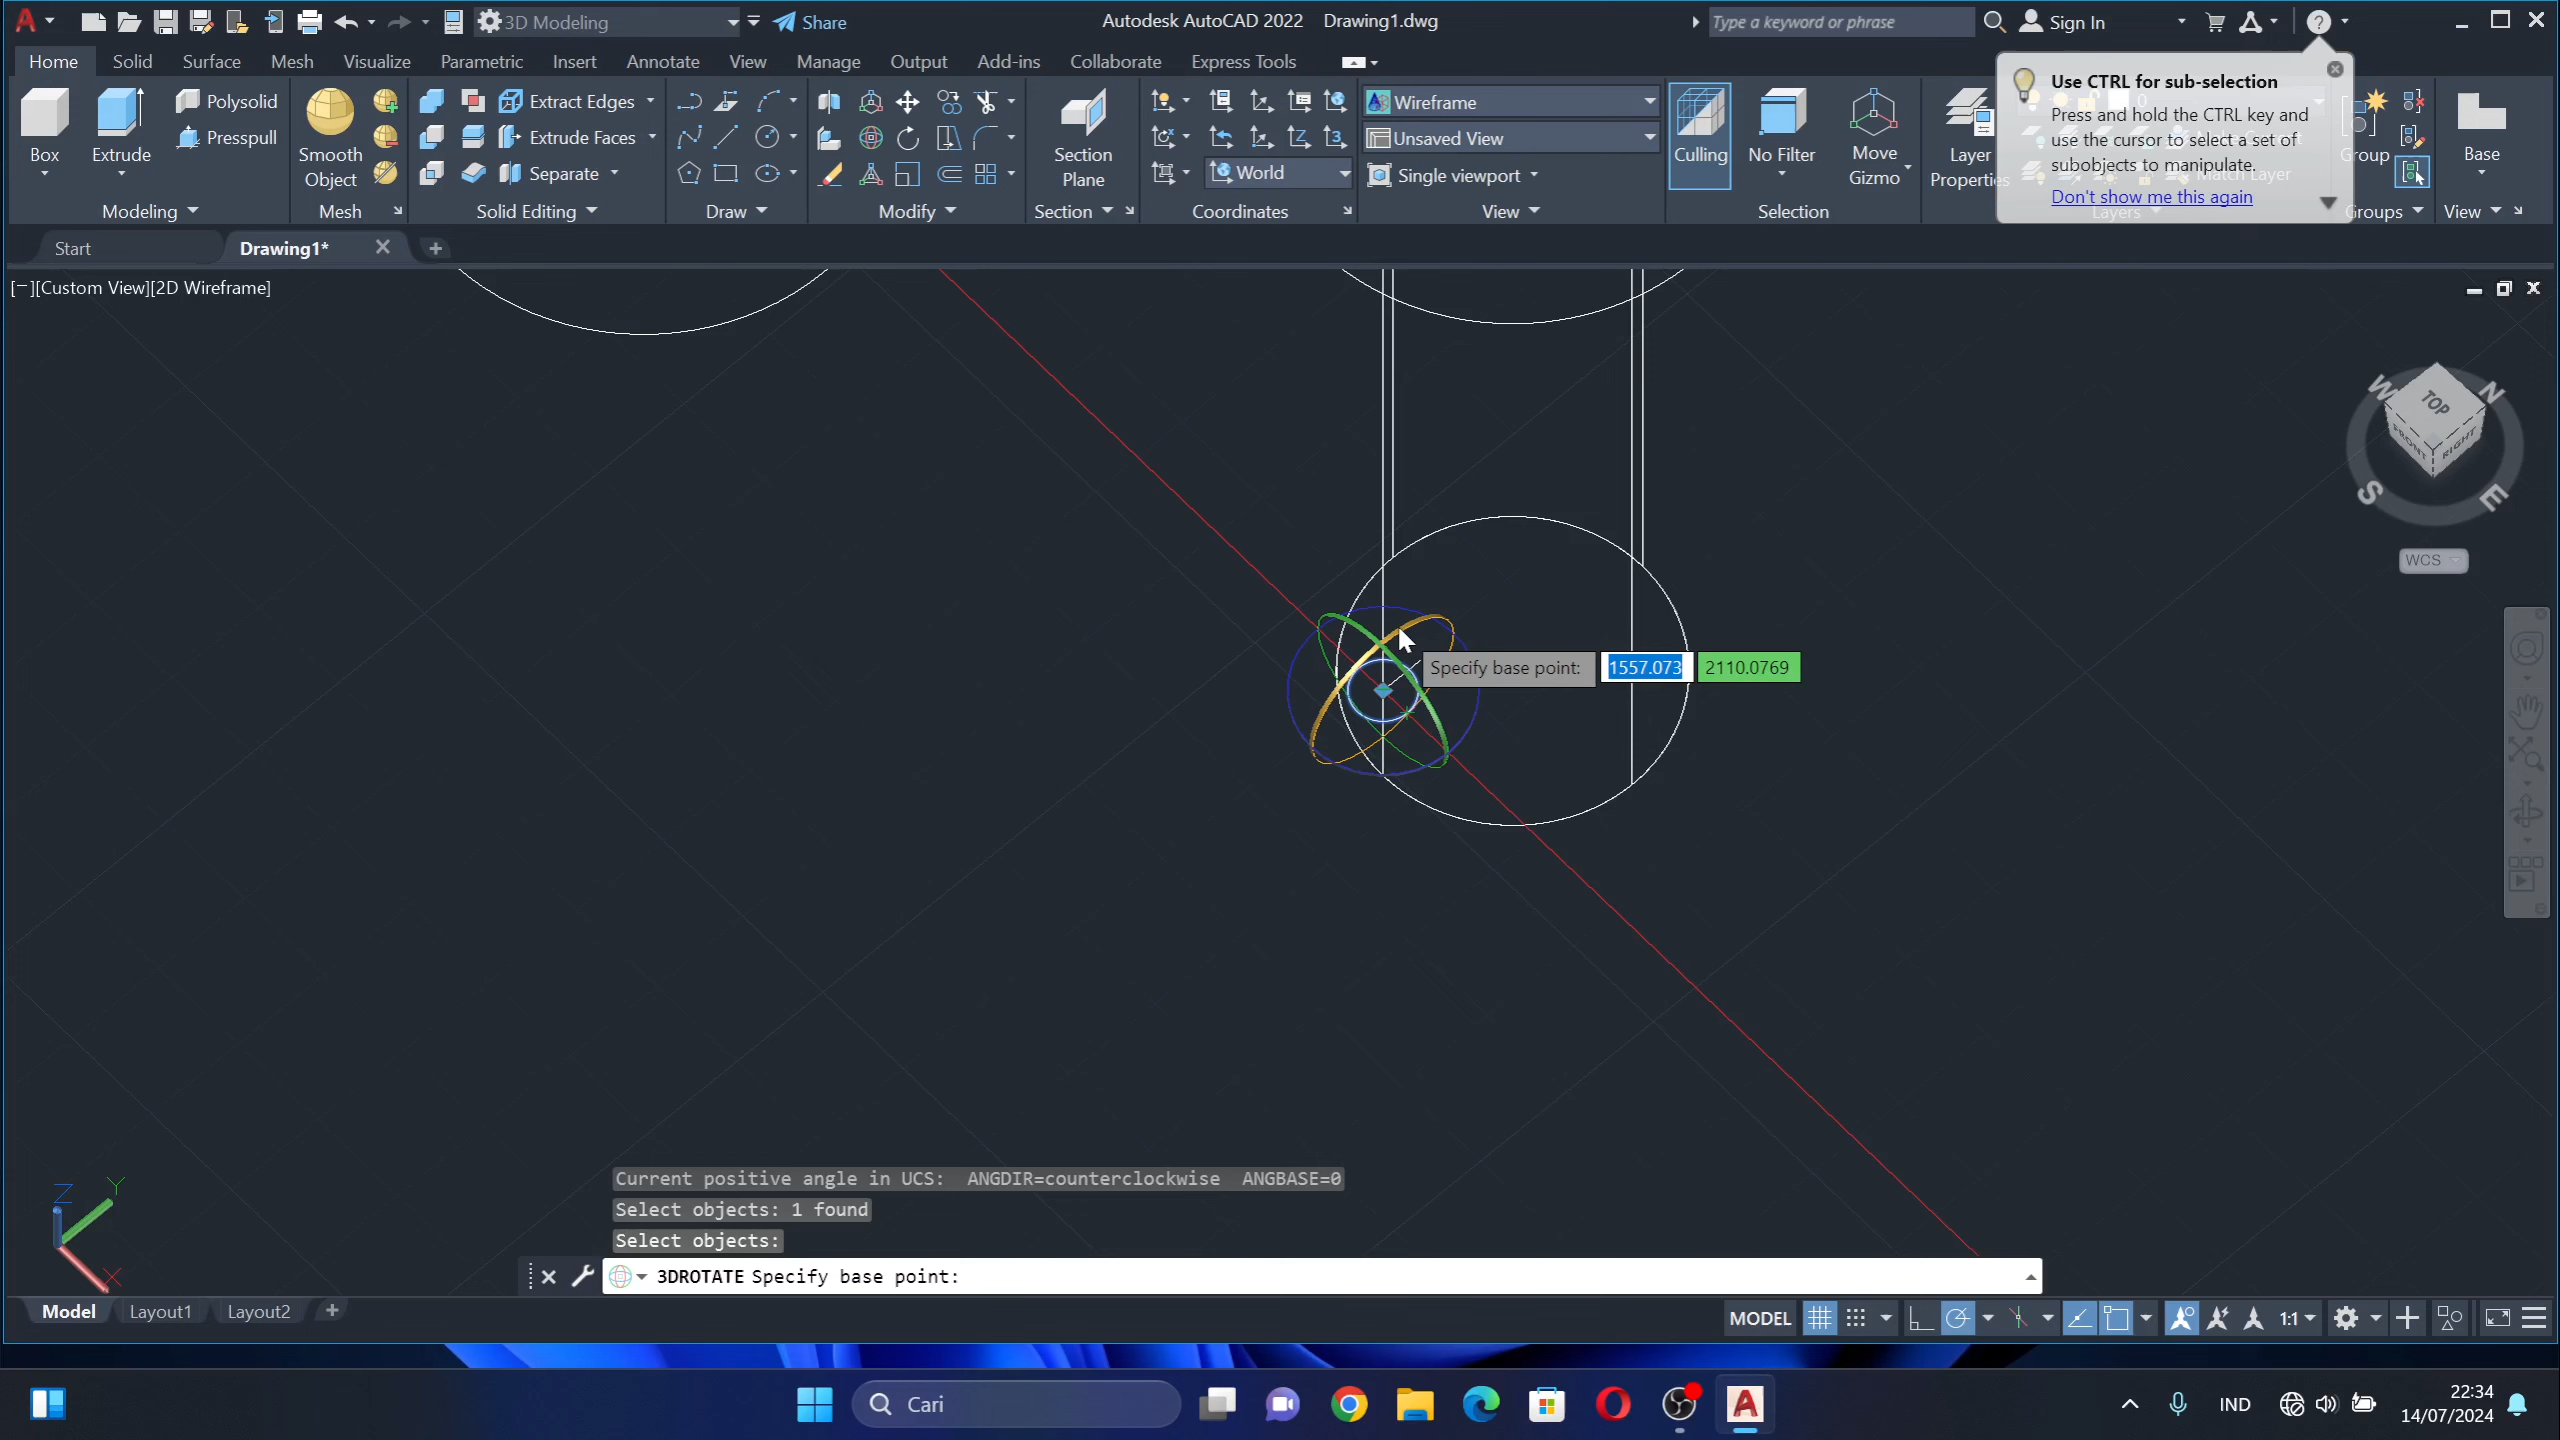 3D Modeling
Share
Autodesk AutoCAD 2022 Drawing1.dwg
Type a keyword or phrase
Sign In
Home Solid Surface Mesh Visualize Parametric Insert Annotate View Manage Output Add-ins Collaborate Express Tools
Box
Extrude
Polysolid
Presspull
Modeling
Smooth
Object
Mesh
Extract Edges
Extrude Faces
Separate
Solid Editing
Draw
Modify
Section
Plane
Section
World
Coordinates
Wireframe
Unsaved View
Single viewport
View
Culling
No Filter
Move
Gizmo
Selection
Layer
Properties
Layers
Match Layer
Use CTRL for sub-selection
Press and hold the CTRL key and
use the cursor to select a set of
subobjects to manipulate.
Don't show me this again
Group
Groups
Base
View
Start
Drawing1*
[−][Custom View][2D Wireframe]
TOP
FRONT
RIGHT
W
N
S
E
WCS
Specify base point: 1557.073 2110.0769
Z
Y
X
Current positive angle in UCS: ANGDIR=counterclockwise ANGBASE=0
Select objects: 1 found
Select objects:
3DROTATE Specify base point:
Model Layout1 Layout2
MODEL
1:1
Cari
IND
22:34
14/07/2024